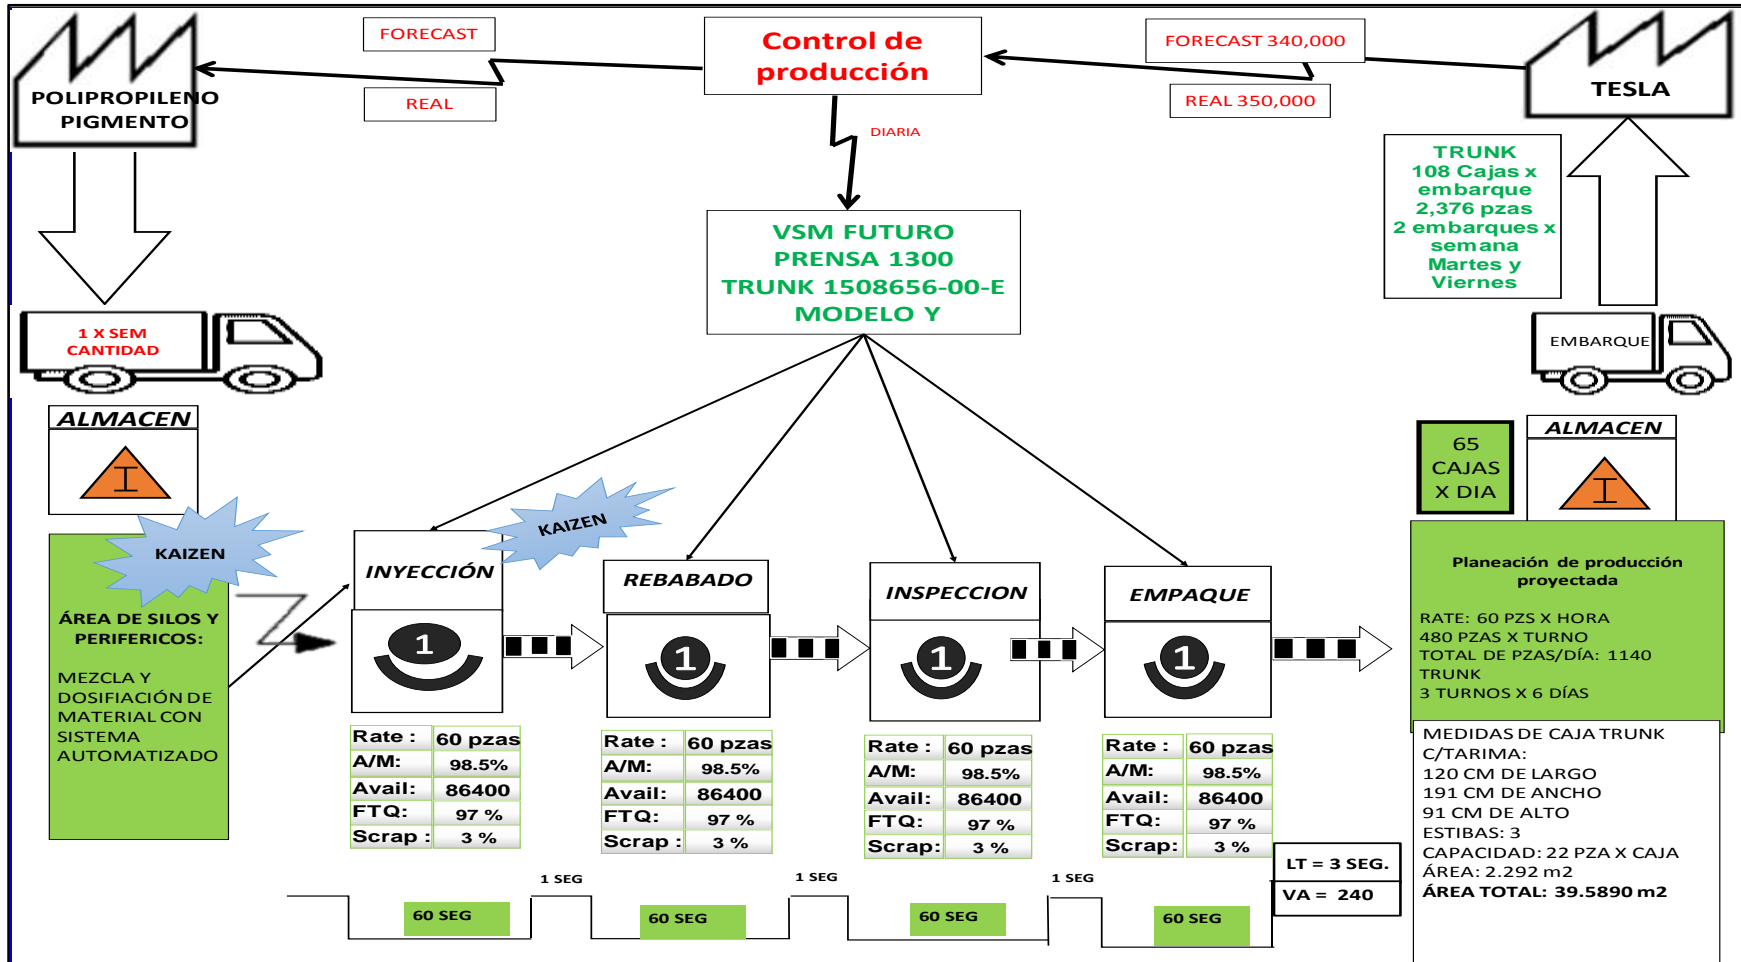 FORECAST
REAL
Control de
producción
FORECAST 340,000
REAL 350,000
POLIPROPILENO
PIGMENTO
TESLA
DIARIA
TRUNK
108 Cajas x
embarque
2,376 pzas
2 embarques x
semana
Martes y
Viernes
VSM FUTURO
PRENSA 1300
TRUNK 1508656-00-E
MODELO Y
1 X SEM
CANTIDAD
EMBARQUE
ALMACEN
I
65
CAJAS
X DIA
ALMACEN
I
KAIZEN
ÁREA DE SILOS Y
PERIFERICOS:
MEZCLA Y
DOSIFIACIÓN DE
MATERIAL CON
SISTEMA
AUTOMATIZADO
KAIZEN
INYECCIÓN
1
REBABADO
1
INSPECCION
1
EMPAQUE
1
Planeación de producción
proyectada
RATE: 60 PZS X HORA
480 PZAS X TURNO
TOTAL DE PZAS/DÍA: 1140
TRUNK
3 TURNOS X 6 DÍAS
Rate : 60 pzas
A/M: 98.5%
Avail: 86400
FTQ: 97 %
Scrap : 3 %
Rate : 60 pzas
A/M: 98.5%
Avail: 86400
FTQ: 97 %
Scrap : 3 %
Rate : 60 pzas
A/M: 98.5%
Avail: 86400
FTQ: 97 %
Scrap: 3 %
Rate : 60 pzas
A/M: 98.5%
Avail: 86400
FTQ: 97 %
Scrap: 3 %
MEDIDAS DE CAJA TRUNK
C/TARIMA:
120 CM DE LARGO
191 CM DE ANCHO
91 CM DE ALTO
ESTIBAS: 3
CAPACIDAD: 22 PZA X CAJA
ÁREA: 2.292 m2
ÁREA TOTAL: 39.5890 m2
1 SEG
1 SEG
1 SEG
LT = 3 SEG.
VA = 240
60 SEG
60 SEG
60 SEG
60 SEG